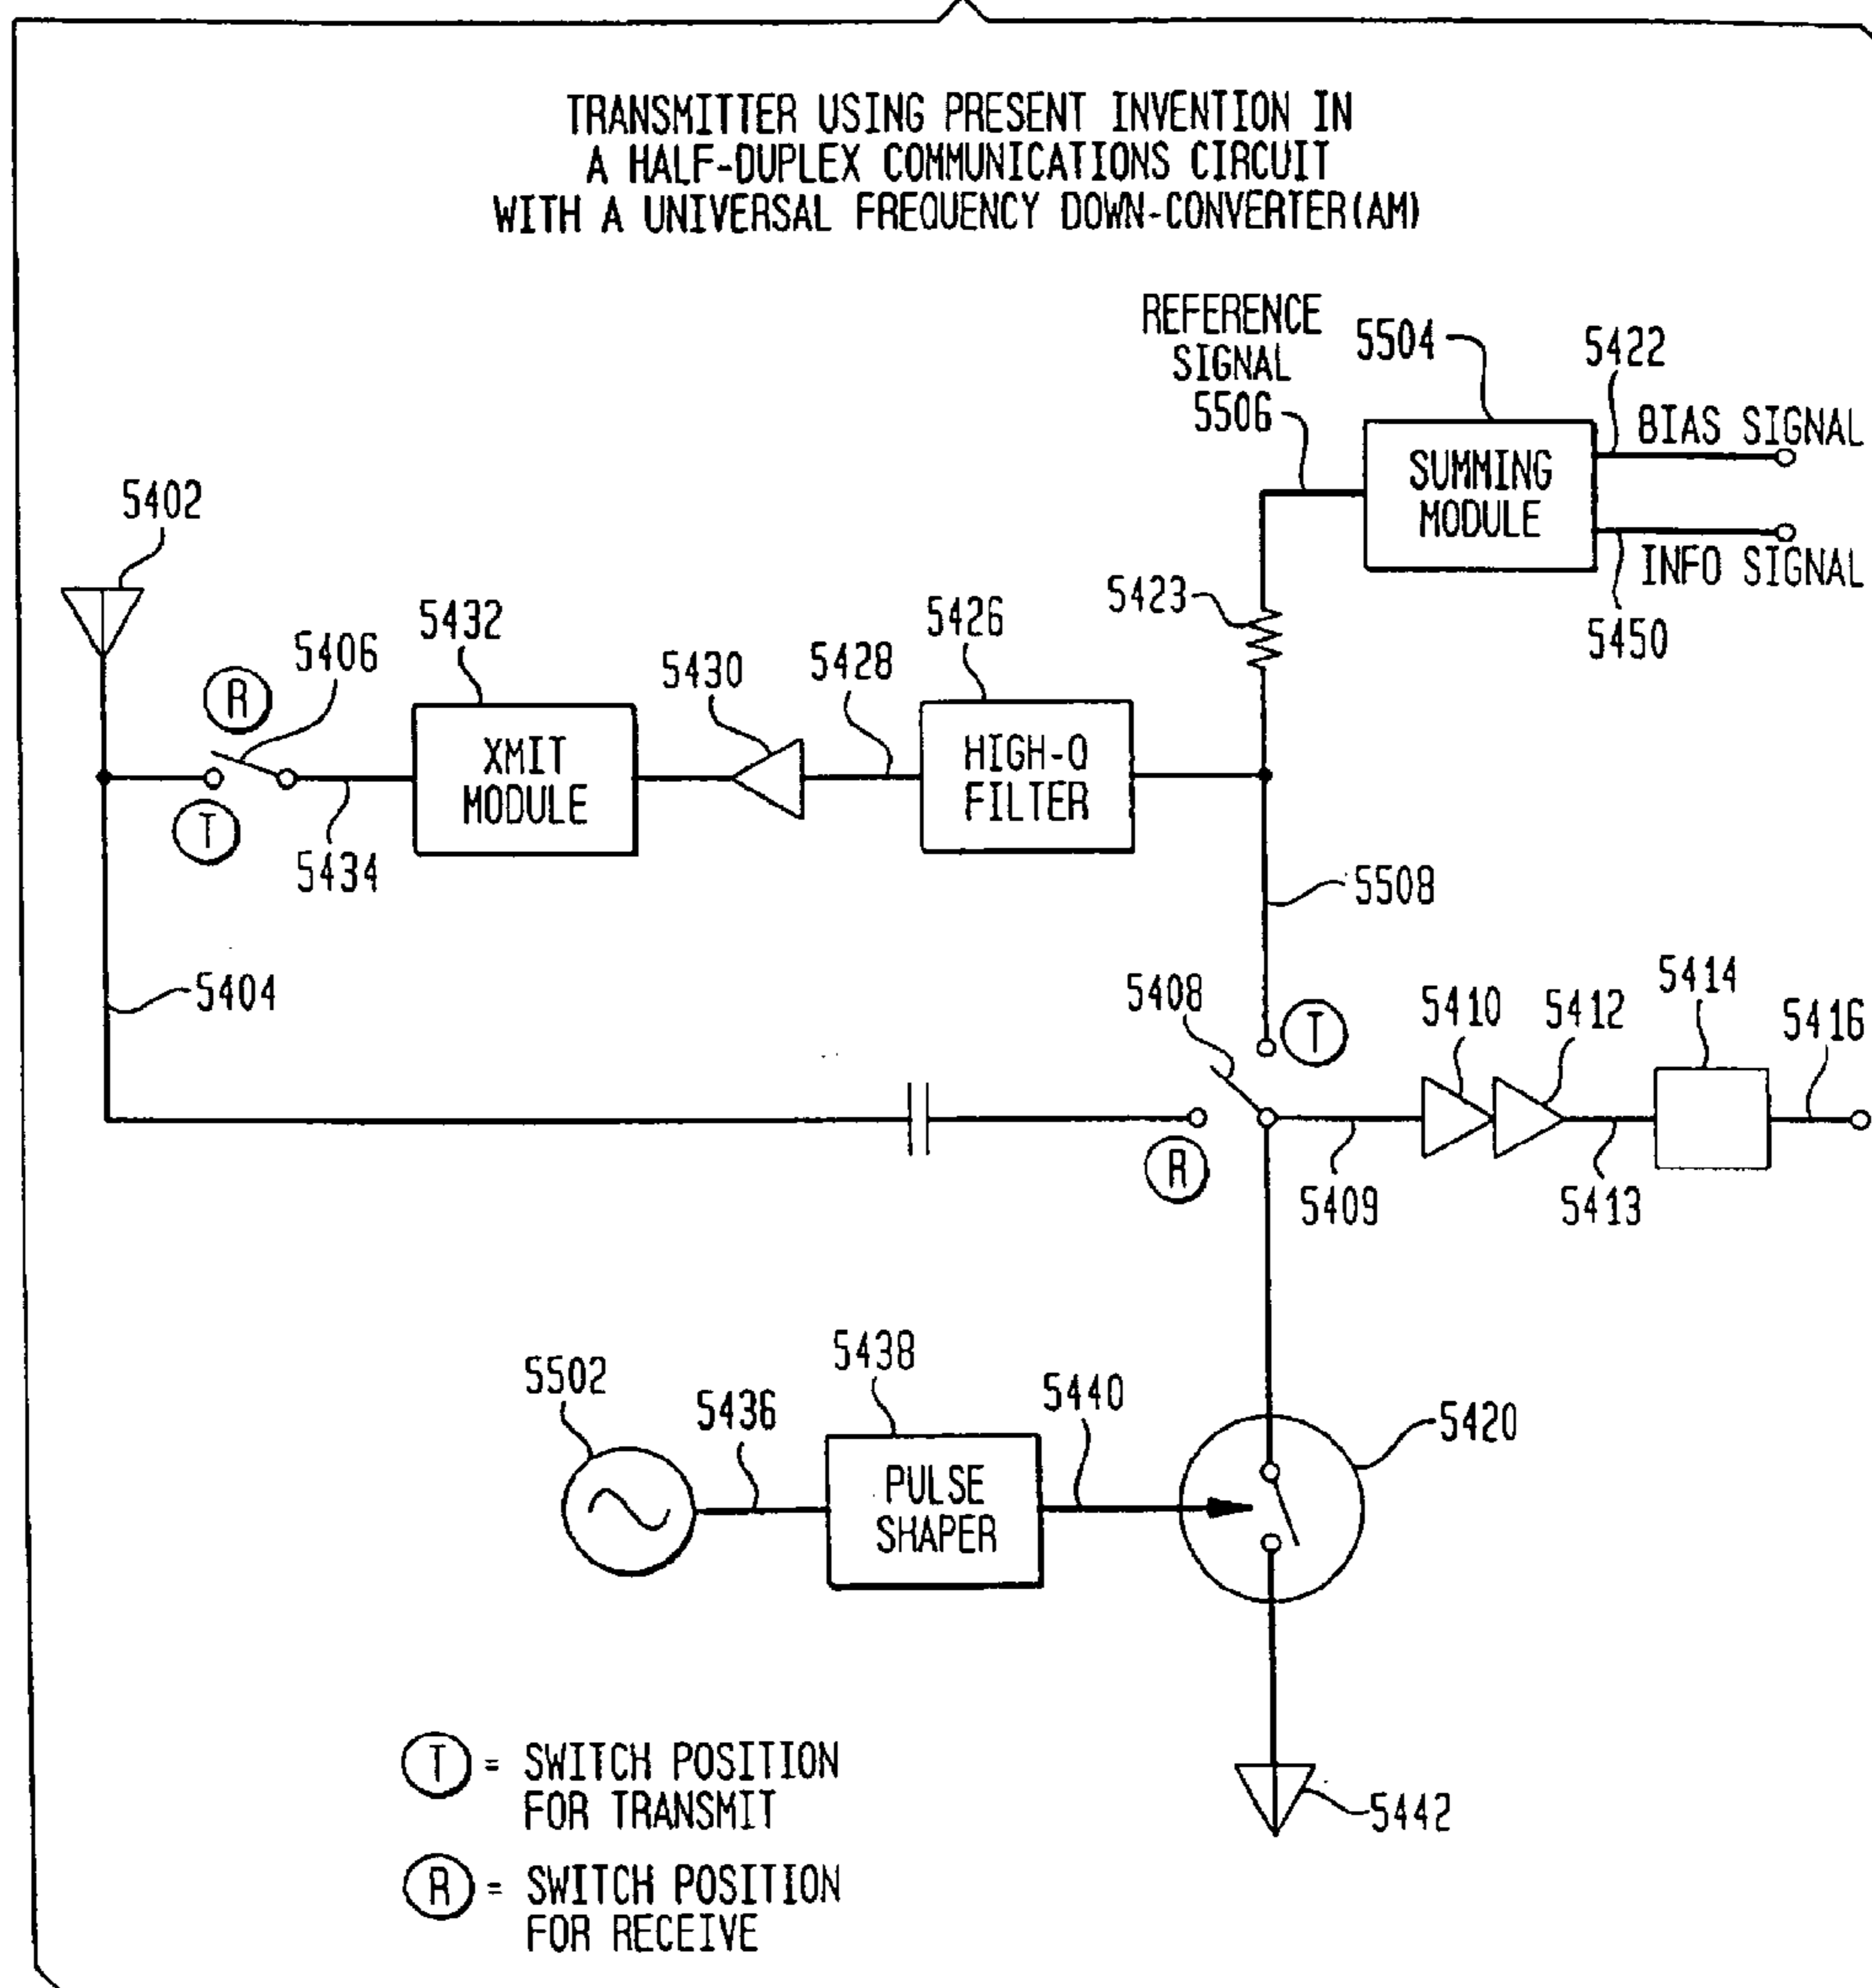 TRANSMITTER USING PRESENT INVENTION IN
A HALF-DUPLEX COMMUNICATIONS CIRCUIT
WITH A UNIVERSAL FREQUENCY DOWN-CONVERTER(AM)
REFERENCE
SIGNAL
5506
5504
5422
BIAS SIGNAL
SUMMING
MODULE
INFO SIGNAL
5450
5402
5423
5406
5432
5430
5428
5426
R
XMIT
MODULE
HIGH-Q
FILTER
T
5434
5508
5404
5408
T
5410
5412
5414
5416
R
5409
5413
5502
5436
5438
5440
5420
PULSE
SHAPER
T = SWITCH POSITION
FOR TRANSMIT
5442
R = SWITCH POSITION
FOR RECEIVE